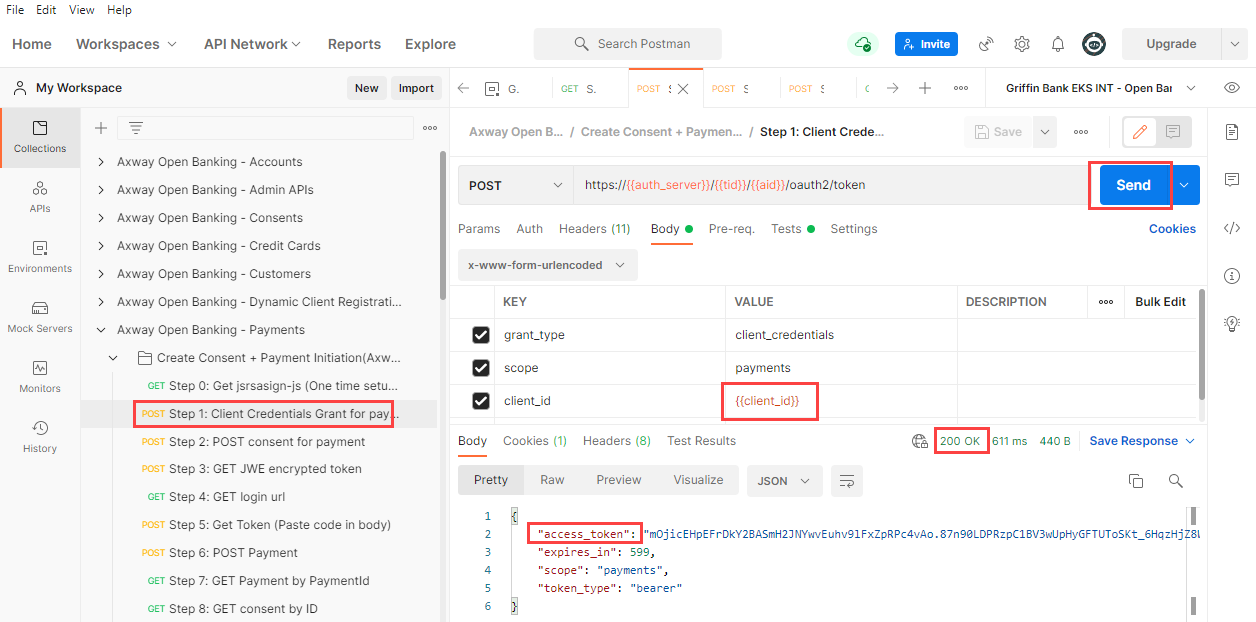 File Edit View Help
Home Workspaces API Network Reports Explore Search Postman Invite Upgrade
My Workspace New Import
G. GET S. POST S POST S POST S Griffin Bank EKS INT - Open Bar
Collections
APIs
Environments
Mock Servers
Monitors
History
Axway Open Banking - Accounts
Axway Open Banking - Admin APIs
Axway Open Banking - Consents
Axway Open Banking - Credit Cards
Axway Open Banking - Customers
Axway Open Banking - Dynamic Client Registrati...
Axway Open Banking - Payments
Create Consent + Payment Initiation(Axw...
GET Step 0: Get jsrsasign-js (One time setu...
POST Step 1: Client Credentials Grant for pay...
POST Step 2: POST consent for payment
POST Step 3: GET JWE encrypted token
GET Step 4: GET login url
POST Step 5: Get Token (Paste code in body)
POST Step 6: POST Payment
GET Step 7: GET Payment by PaymentId
GET Step 8: GET consent by ID
Axway Open B... / Create Consent + Paymen... / Step 1: Client Crede... Save
POST https://{{auth_server}}/{{tid}}/{{aid}}/oauth2/token Send
Params Auth Headers (11) Body Pre-req. Tests Settings Cookies
x-www-form-urlencoded
KEY VALUE DESCRIPTION Bulk Edit
grant_type client_credentials
scope payments
client_id {{client_id}}
Body Cookies (1) Headers (8) Test Results 200 OK 611 ms 440 B Save Response
Pretty Raw Preview Visualize JSON
1 {
2 "access_token": "mOjicEHpEFrDkY2BASmH2JNYwvEuhv9lFxZpRPc4vAo.87n90LDPRzpC1BV3wUpHyGFTUToSKt_6HqzHjZ8W
3 "expires_in": 599,
4 "scope": "payments",
5 "token_type": "bearer"
6 }